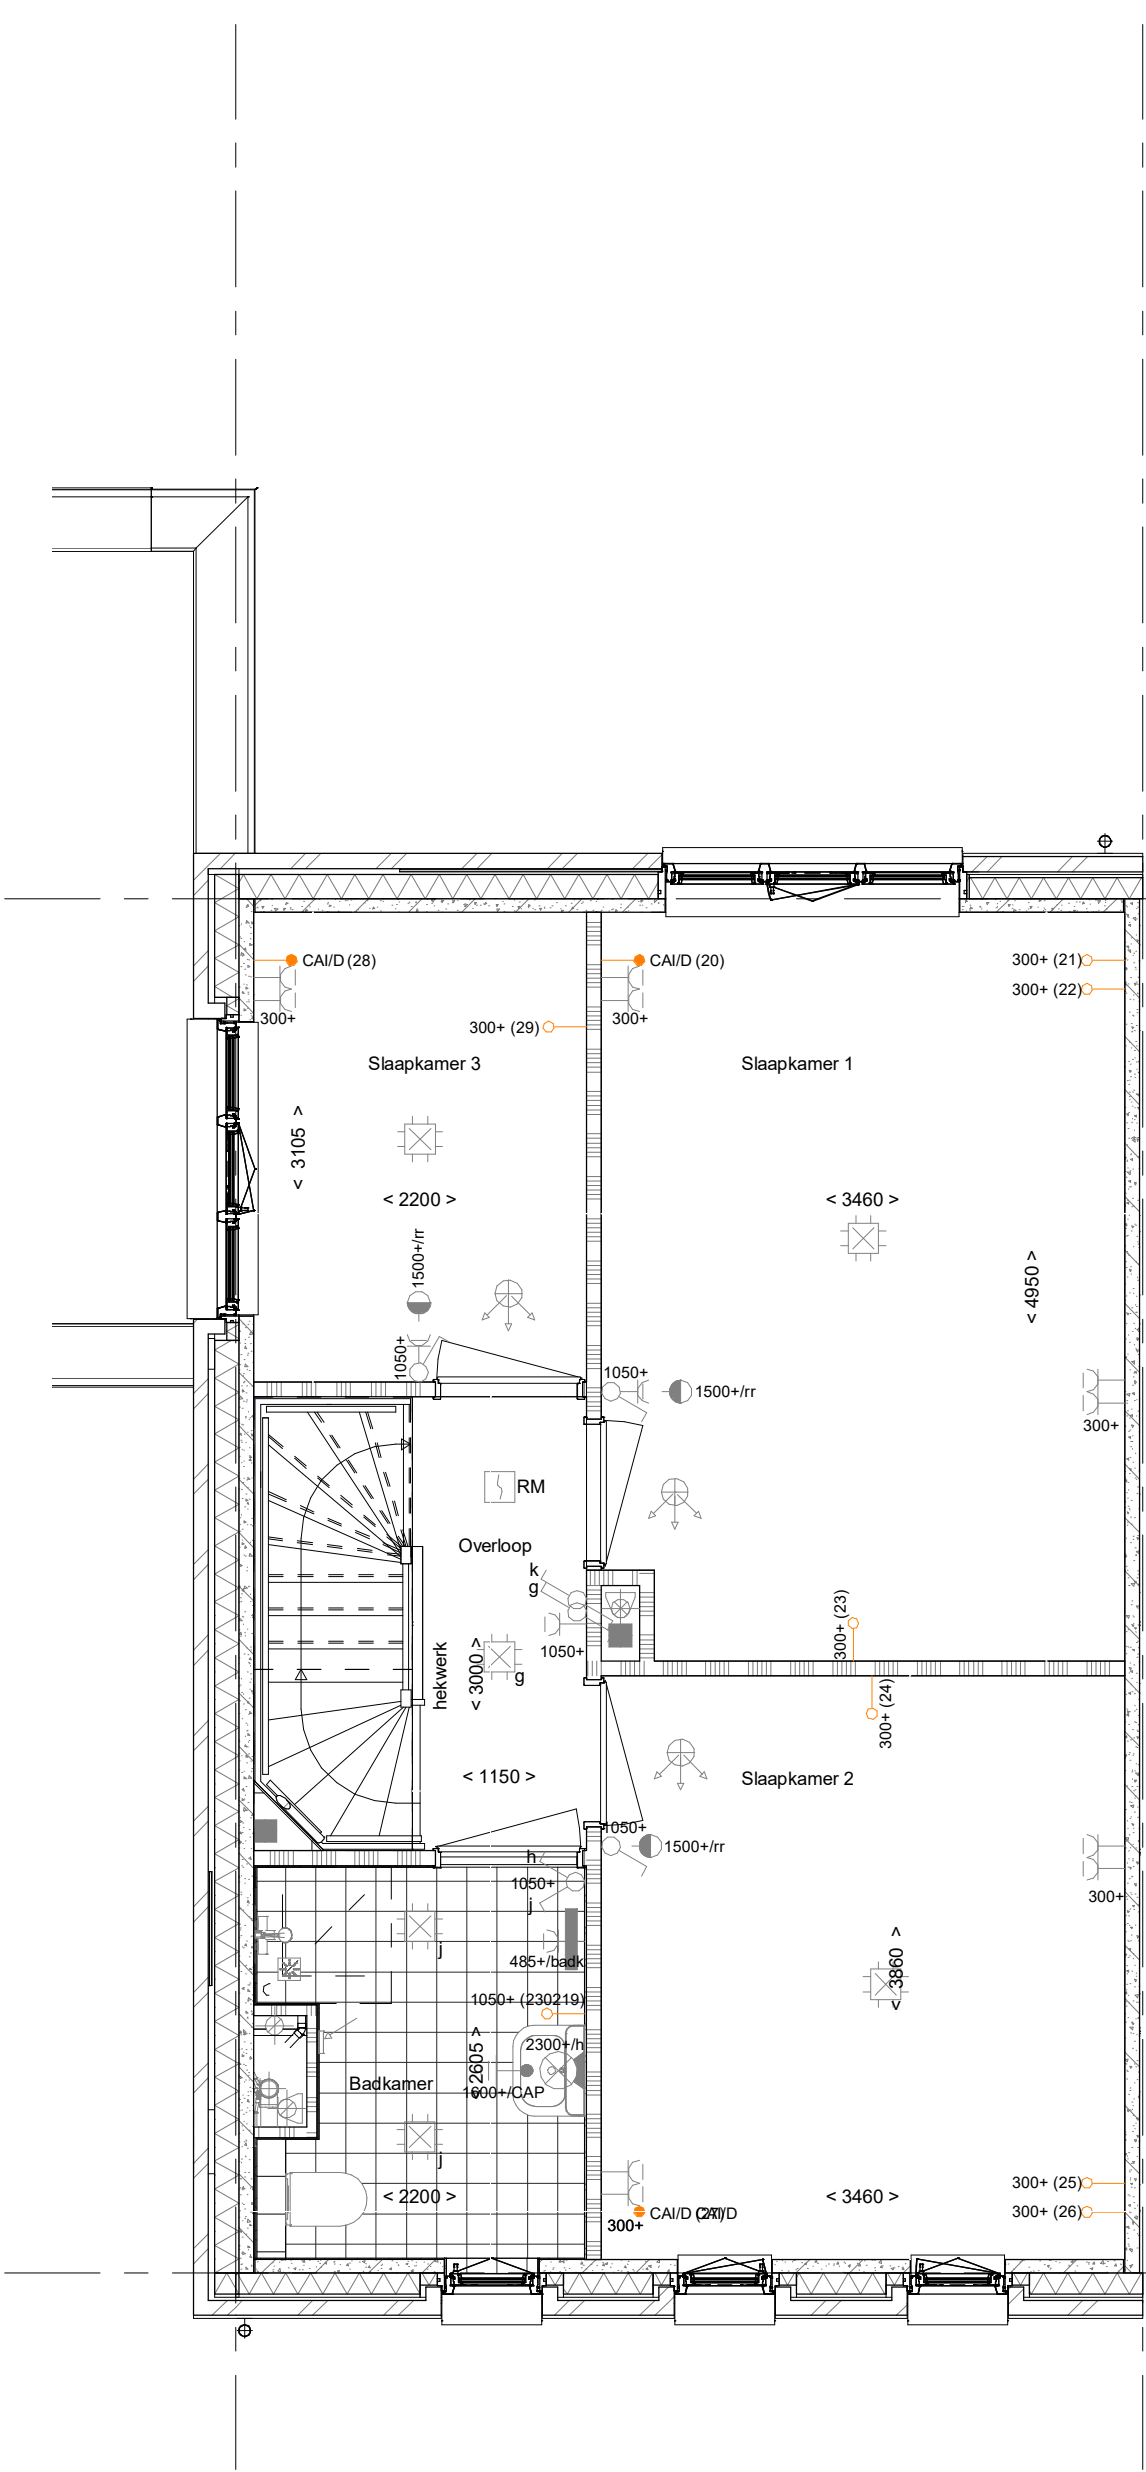 CAI/D (28)
CAI/D (20)
300+ (21)
300+ (22)
300+
300+
300+ (29)
Slaapkamer 3
Slaapkamer 1
< 3105 >
< 2200 >
< 3460 >
1500+/rr
< 4950 >
1050+
1050+
1500+/rr
300+
RM
Overloop
k
g
1050+
300+ (23)
hekwerk
< 3000 >
g
300+ (24)
< 1150 >
Slaapkamer 2
1050+
1500+/rr
h
1050+
j
300+
j
485+/badk
< 3860 >
1050+ (230219)
2300+/h
< 2605 >
Badkamer
1600+/CAP
j
< 2200 >
< 3460 >
300+ (25)
300+ (26)
CAI/D (27)
CAI/D
300+